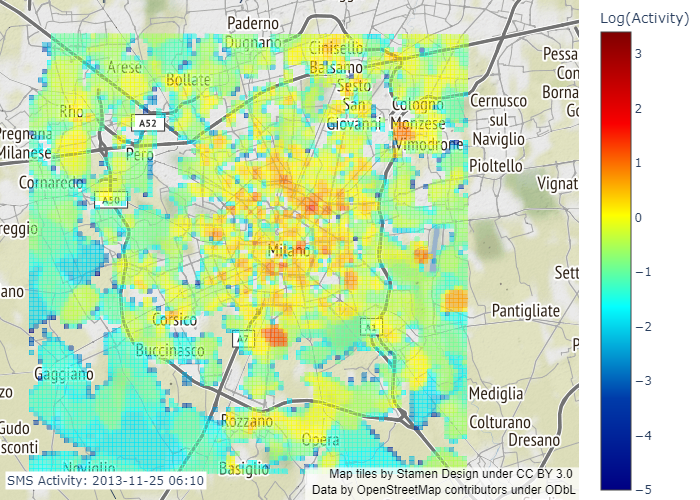 Paderno
Dugnano
Log(Activity)
3
2
1
0
−1
−2
−3
−4
−5
Cinisello
Balsamo
Arese
Bollate
Sesto
San
Giovanni
Cologno
Monzese
Vimodrone
Cernusco
sul
Naviglio
Pioltello
Rho
A52
Pero
Pregnana
Milanese
Cornaredo
A50
Vignat
reggio
Milano
Sett
ano
Pantigliate
Corsico
A7
A1
Buccinasco
Gaggiano
zo
Mediglia
Colturano
Dresano
Rozzano
Opera
Gudo
sconti
Noviglio
Basiglio
Pessa
Con
Borna
Go
P
SMS Activity: 2013-11-25 06:10
Map tiles by Stamen Design under CC BY 3.0
Data by OpenStreetMap contributors under ODbL